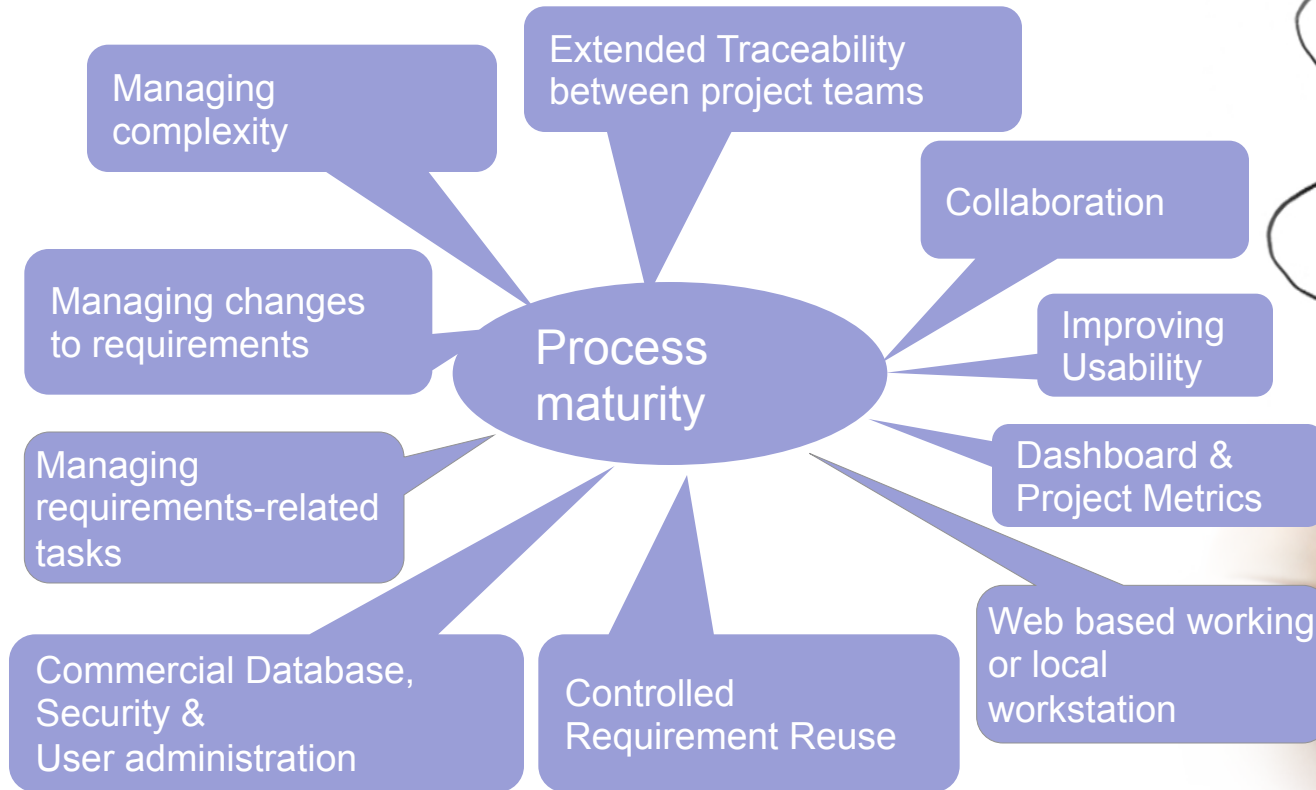 Extended Traceability
between project teams
Managing
complexity
Collaboration
Managing changes
to requirements
Improving
Usability
Process
maturity
Managing
requirements-related
tasks
Dashboard &
Project Metrics
Web based working
or local
workstation
Commercial Database,
Security &
User administration
Controlled
Requirement Reuse